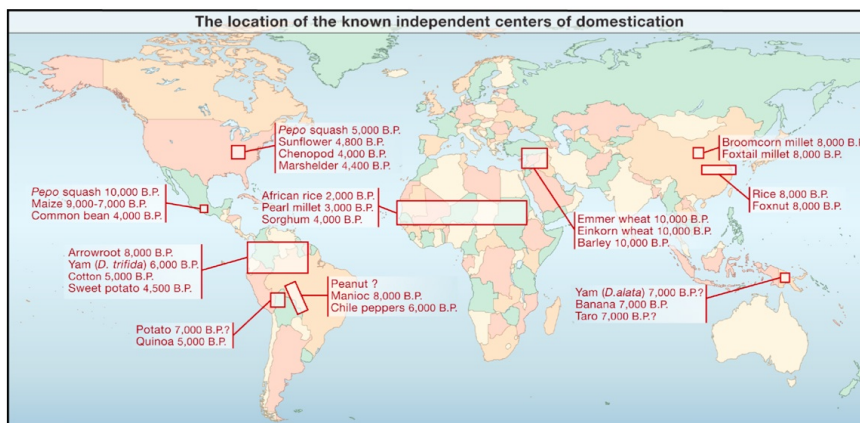 The location of the known independent centers of domestication
Pepo squash 5,000 B.P.
Sunflower 4,800 B.P.
Chenopod 4,000 B.P.
Marshelder 4,400 B.P.
Broomcorn millet 8,000 B.P.
Foxtail millet 8,000 B.P.
Pepo squash 10,000 B.P.
Maize 9,000-7,000 B.P.
Common bean 4,000 B.P.
African rice 2,000 B.P.
Pearl millet 3,000 B.P.
Sorghum 4,000 B.P.
Rice 8,000 B.P.
Foxnut 8,000 B.P.
Emmer wheat 10,000 B.P.
Einkorn wheat 10,000 B.P.
Barley 10,000 B.P.
Arrowroot 8,000 B.P.
Yam (D. trifida) 6,000 B.P.
Cotton 5,000 B.P.
Sweet potato 4,500 B.P.
Peanut ?
Manioc 8,000 B.P.
Chile peppers 6,000 B.P.
Yam (D.alata) 7,000 B.P.?
Banana 7,000 B.P.
Taro 7,000 B.P.?
Potato 7,000 B.P.?
Quinoa 5,000 B.P.